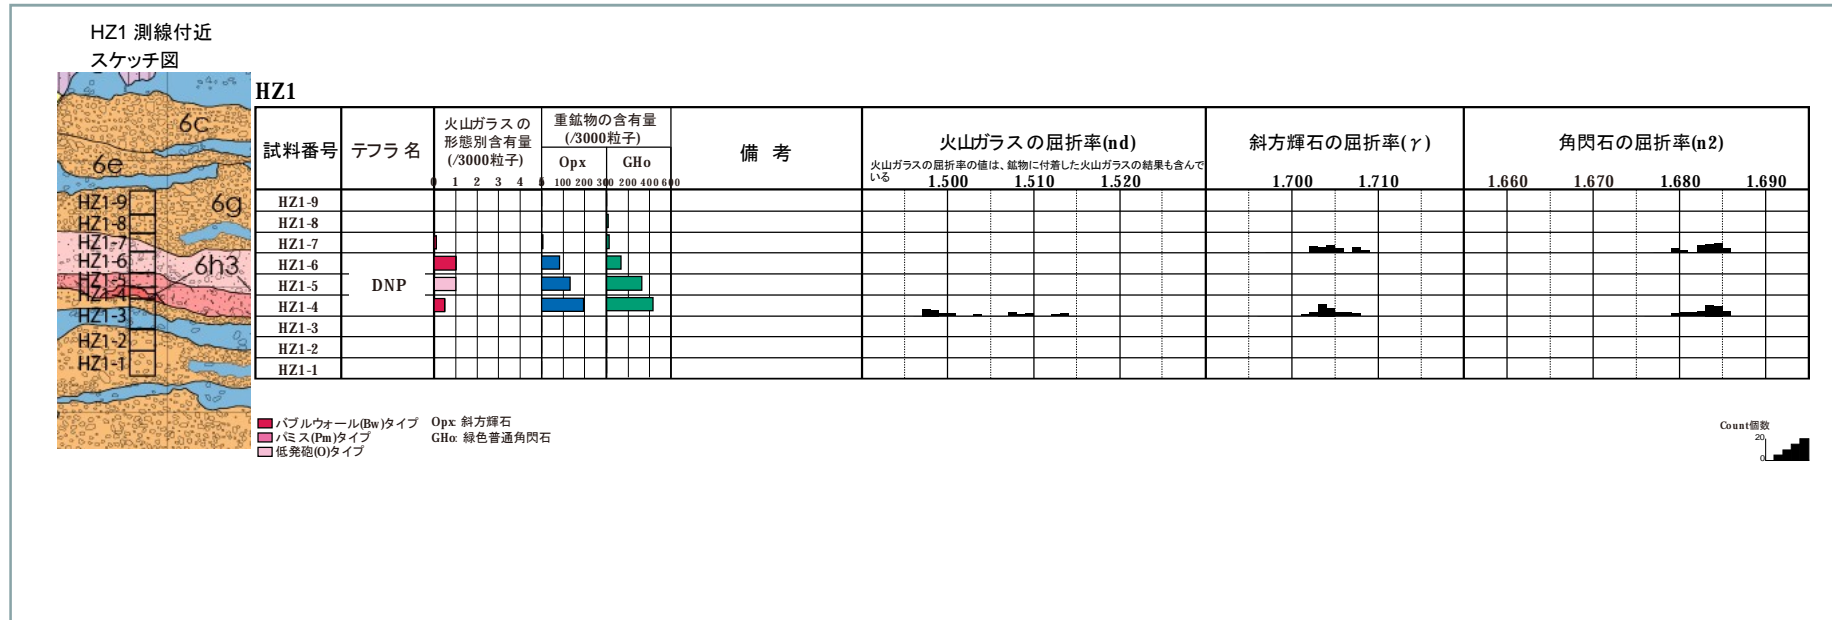 HZ1 測線付近
スケッチ図
6c
6e
6g
6h3
HZ1-9
HZ1-8
HZ1-7
HZ1-6
HZ1-3
HZ1-2
HZ1-1
HZ1
試料番号
テフラ名
火山ガラスの
形態別含有量
(/3000粒子)
0 1 2 3 4
重鉱物の含有量
(/3000粒子)
Opx
GHo
100 200
200 400 600
備 考
火山ガラスの屈折率(nd)
火山ガラスの屈折率の値は、鉱物に付着した火山ガラスの結果も含んで
いる
1.500 1.510 1.520
斜方輝石の屈折率(γ)
1.700 1.710
角閃石の屈折率(n2)
1.660 1.670 1.680 1.690
HZ1-9
HZ1-8
HZ1-7
HZ1-6
HZ1-5
HZ1-4
HZ1-3
HZ1-2
HZ1-1
DNP
バブルウォール(Bw)タイプ
パミス(Pm)タイプ
低発砲(O)タイプ
Opx: 斜方輝石
GHo: 緑色普通角閃石
Count個数
20
0